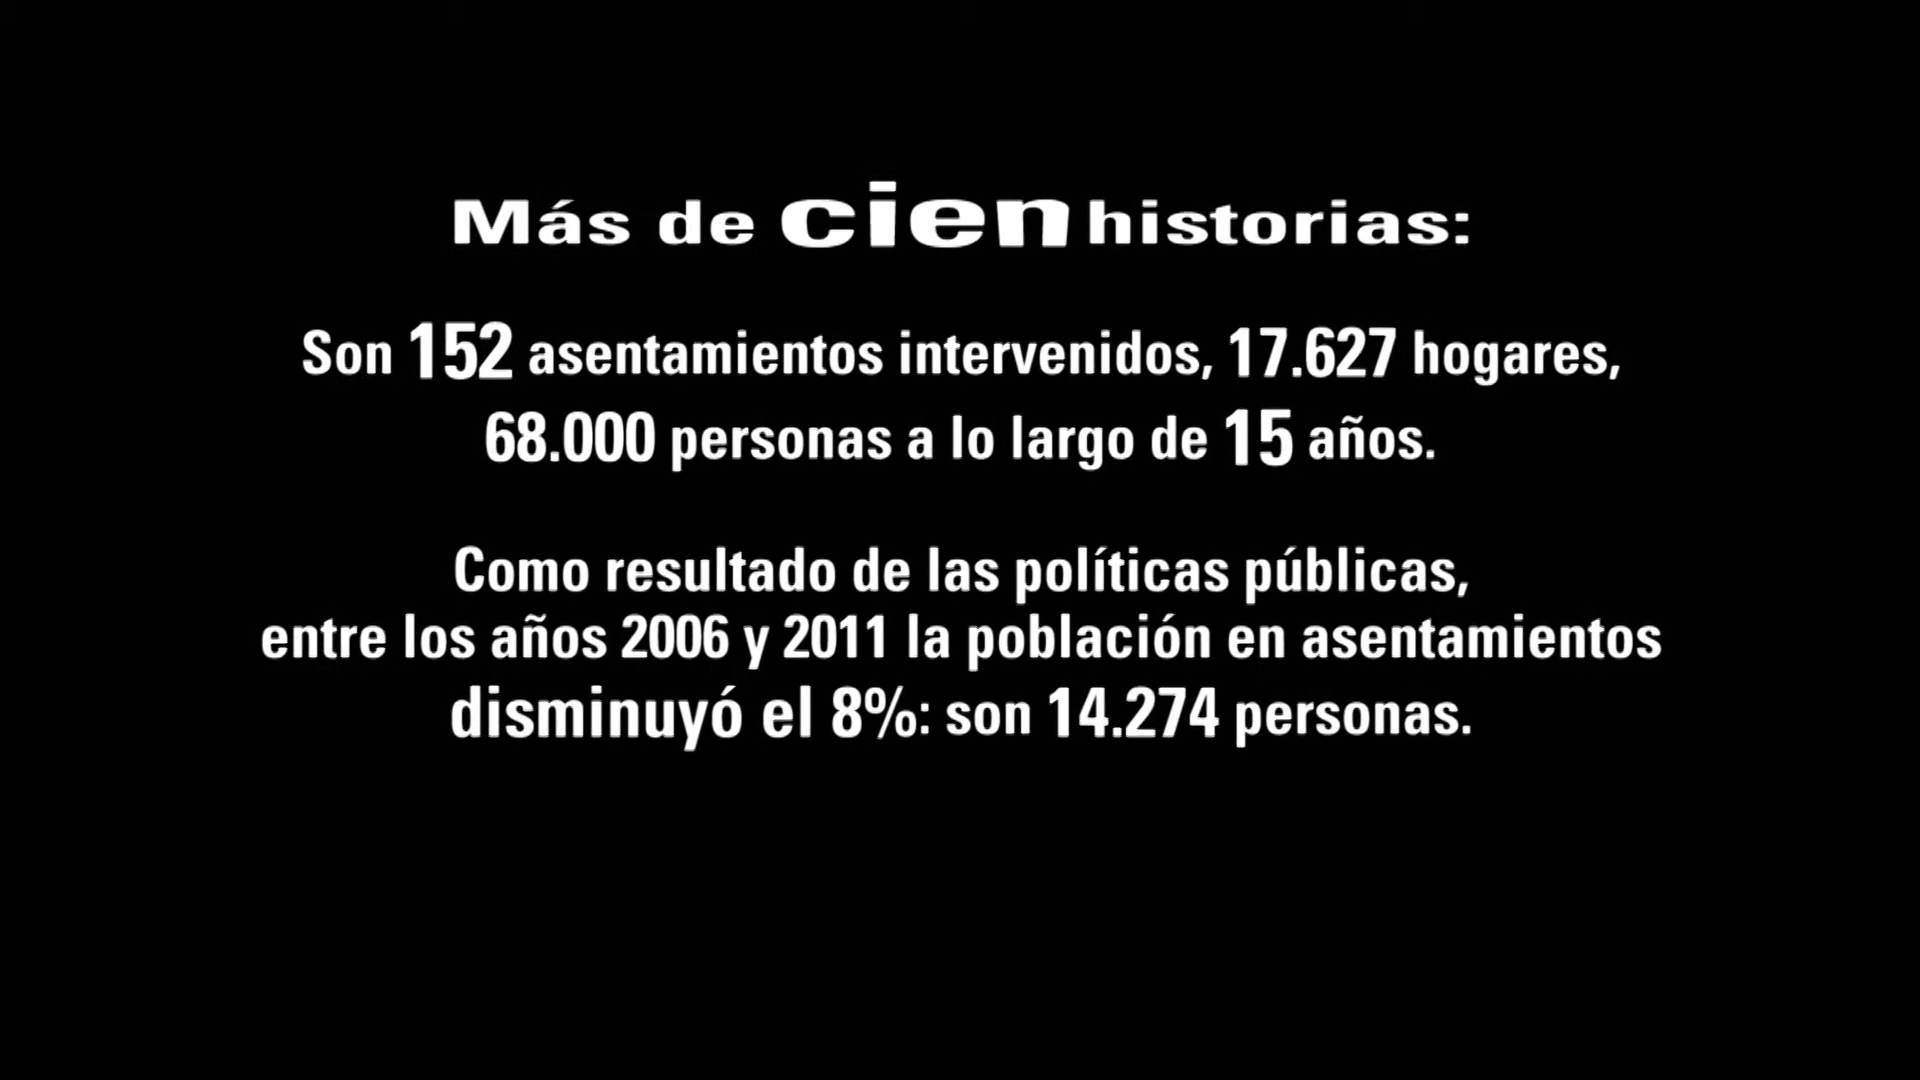 Más de cien historias:
Son 152 asentamientos intervenidos, 17.627 hogares,
68.000 personas a lo largo de 15 años.
Como resultado de las políticas públicas,
entre los años 2006 y 2011 la población en asentamientos
disminuyó el 8%: son 14.274 personas.